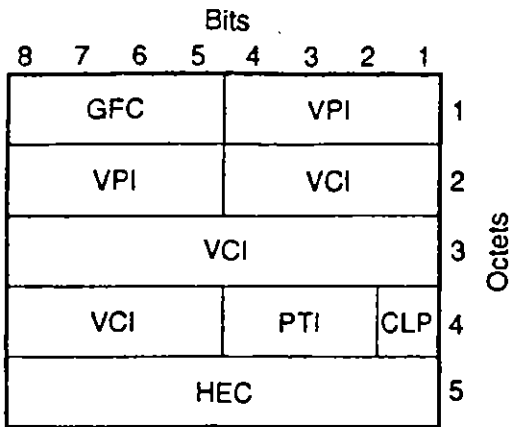 Bits
8 7 6 5 4 3 2 1
GFC VPI 1
VPI VCI 2
VCI 3
VCI PTI CLP 4
HEC 5
Octets